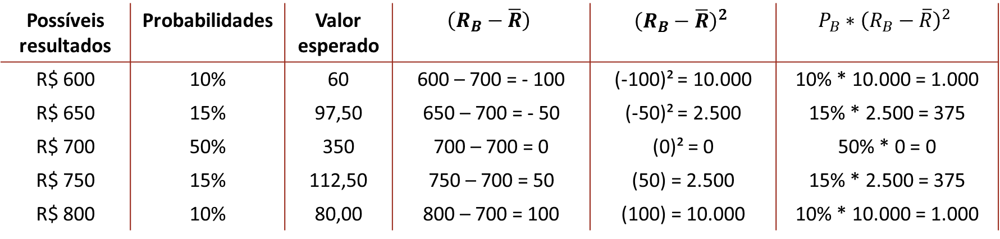 Possíveis resultados | Probabilidades | Valor esperado | (R_B − R̅) | (R_B − R̅)² | P_B ∗ (R_B − R̅)²
R$ 600 | 10% | 60 | 600 – 700 = - 100 | (-100)² = 10.000 | 10% * 10.000 = 1.000
R$ 650 | 15% | 97,50 | 650 – 700 = - 50 | (-50)² = 2.500 | 15% * 2.500 = 375
R$ 700 | 50% | 350 | 700 – 700 = 0 | (0)² = 0 | 50% * 0 = 0
R$ 750 | 15% | 112,50 | 750 – 700 = 50 | (50) = 2.500 | 15% * 2.500 = 375
R$ 800 | 10% | 80,00 | 800 – 700 = 100 | (100) = 10.000 | 10% * 10.000 = 1.000